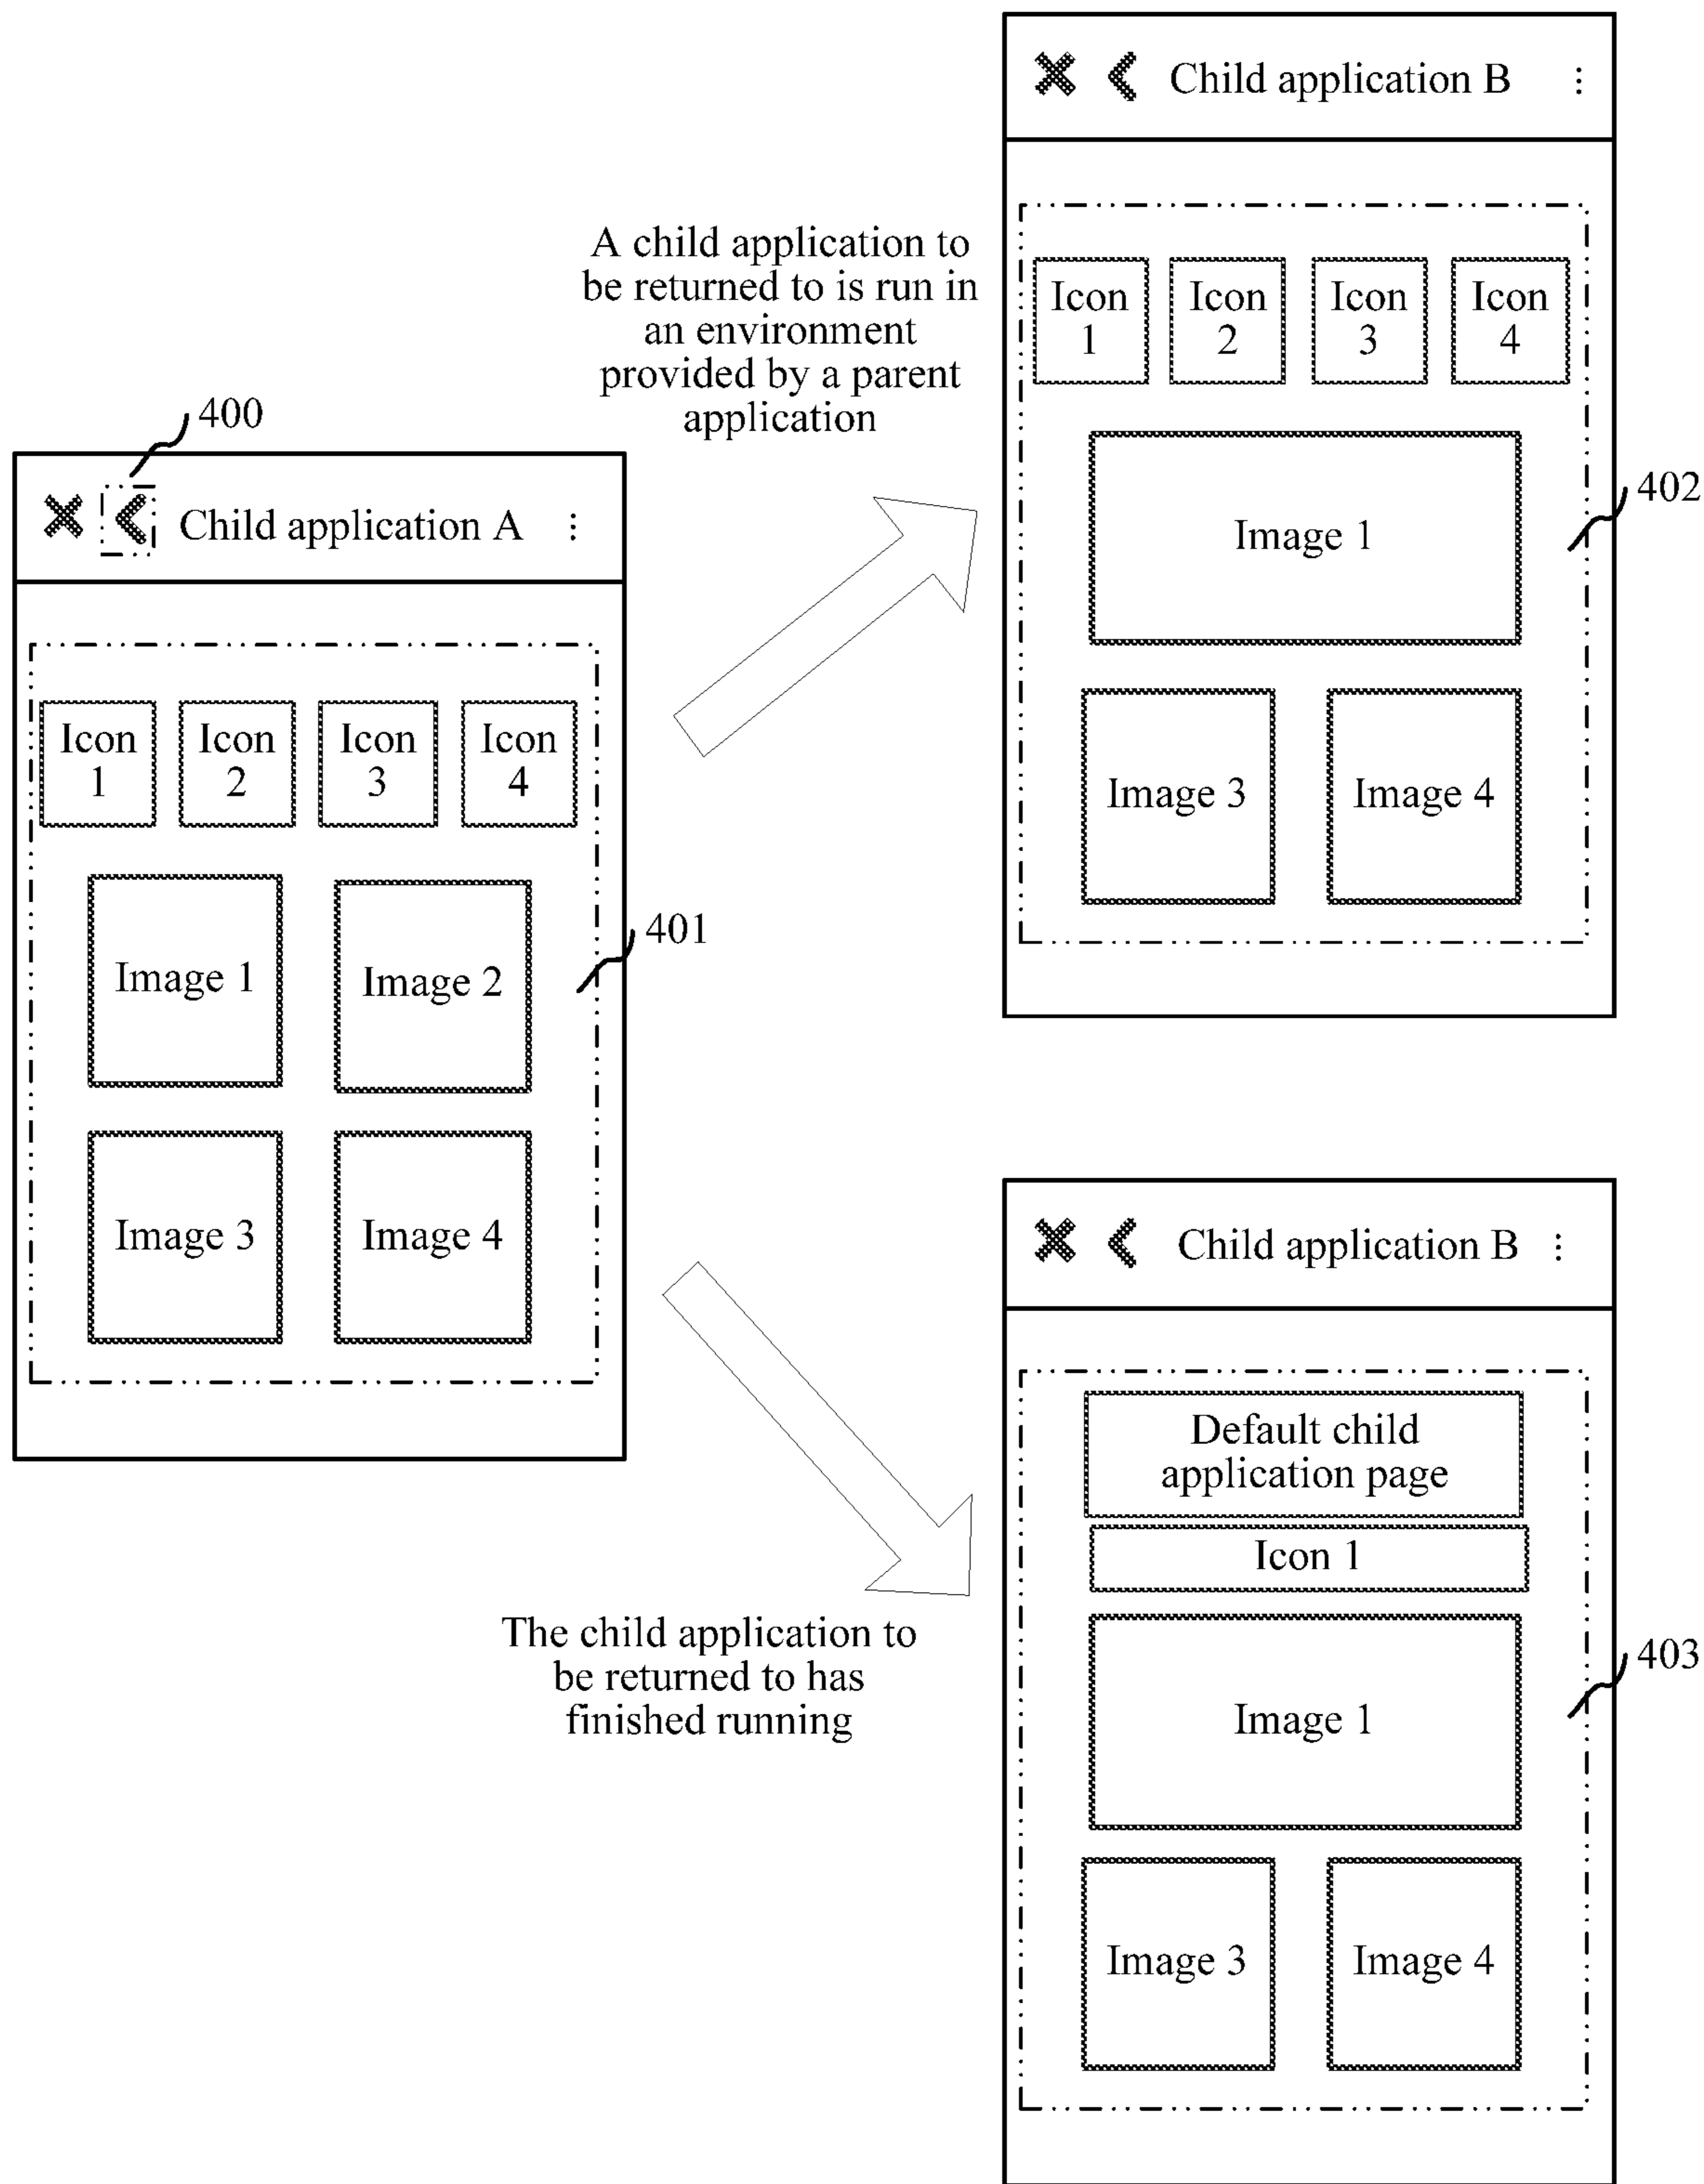 400
Child application A
⋮
Icon
1
Icon
2
Icon
3
Icon
4
Image 1
Image 2
401
Image 3
Image 4
A child application to
be returned to is run in
an environment
provided by a parent
application
Child application B
⋮
Icon
1
Icon
2
Icon
3
Icon
4
Image 1
402
Image 3
Image 4
The child application to
be returned to has
finished running
Child application B
⋮
Default child
application page
Icon 1
Image 1
403
Image 3
Image 4